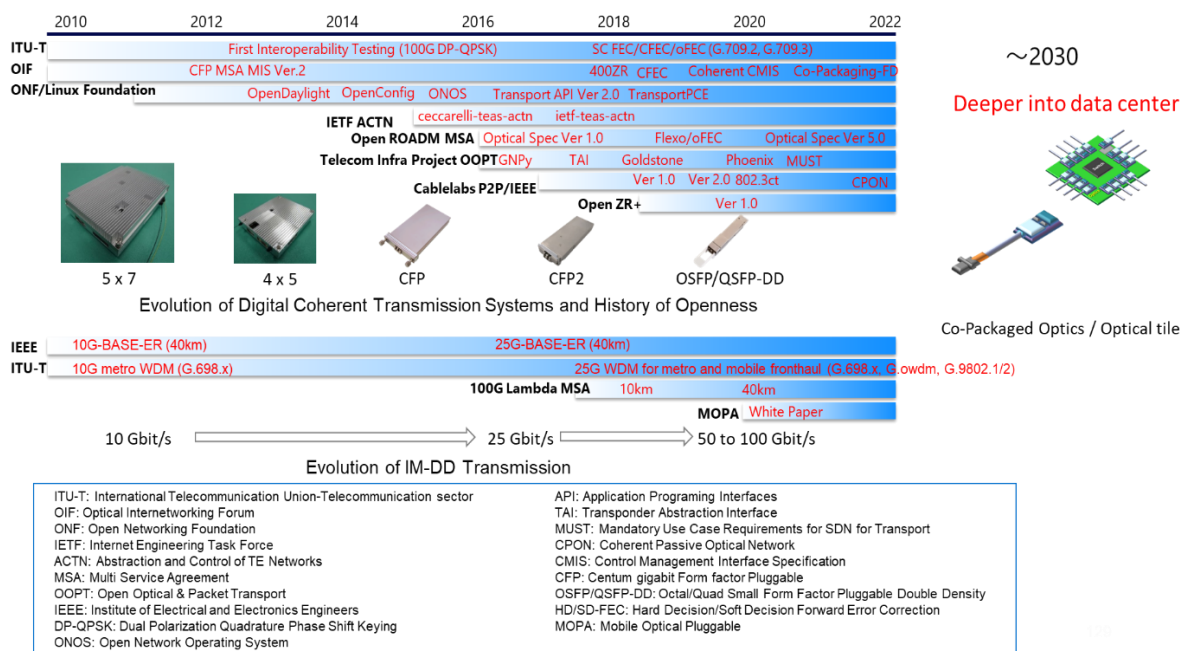 2010 2012 2014 2016 2018 2020 2022
ITU-T First Interoperability Testing (100G DP-QPSK) SC FEC/CFEC/oFEC (G.709.2, G.709.3)
OIF CFP MSA MIS Ver.2 400ZR CFEC Coherent CMIS Co-Packaging-FD
ONF/Linux Foundation OpenDaylight OpenConfig ONOS Transport API Ver 2.0 TransportPCE
IETF ACTN ceccarelli-teas-actn ietf-teas-actn
Open ROADM MSA Optical Spec Ver 1.0 Flexo/oFEC Optical Spec Ver 5.0
Telecom Infra Project OOPT GNPy TAI Goldstone Phoenix MUST
Cablelabs P2P/IEEE Ver 1.0 Ver 2.0 802.3ct CPON
Open ZR+ Ver 1.0
5 x 7 4 x 5 CFP CFP2 OSFP/QSFP-DD
Evolution of Digital Coherent Transmission Systems and History of Openness
~2030
Deeper into data center
Co-Packaged Optics / Optical tile
IEEE 10G-BASE-ER (40km) 25G-BASE-ER (40km)
ITU-T 10G metro WDM (G.698.x) 25G WDM for metro and mobile fronthaul (G.698.x, G.owdm, G.9802.1/2)
100G Lambda MSA 10km 40km
MOPA White Paper
10 Gbit/s 25 Gbit/s 50 to 100 Gbit/s
Evolution of IM-DD Transmission
ITU-T: International Telecommunication Union-Telecommunication sector
OIF: Optical Internetworking Forum
ONF: Open Networking Foundation
IETF: Internet Engineering Task Force
ACTN: Abstraction and Control of TE Networks
MSA: Multi Service Agreement
OOPT: Open Optical & Packet Transport
IEEE: Institute of Electrical and Electronics Engineers
DP-QPSK: Dual Polarization Quadrature Phase Shift Keying
ONOS: Open Network Operating System
API: Application Programing Interfaces
TAI: Transponder Abstraction Interface
MUST: Mandatory Use Case Requirements for SDN for Transport
CPON: Coherent Passive Optical Network
CMIS: Control Management Interface Specification
CFP: Centum gigabit Form factor Pluggable
OSFP/QSFP-DD: Octal/Quad Small Form Factor Pluggable Double Density
HD/SD-FEC: Hard Decision/Soft Decision Forward Error Correction
MOPA: Mobile Optical Pluggable